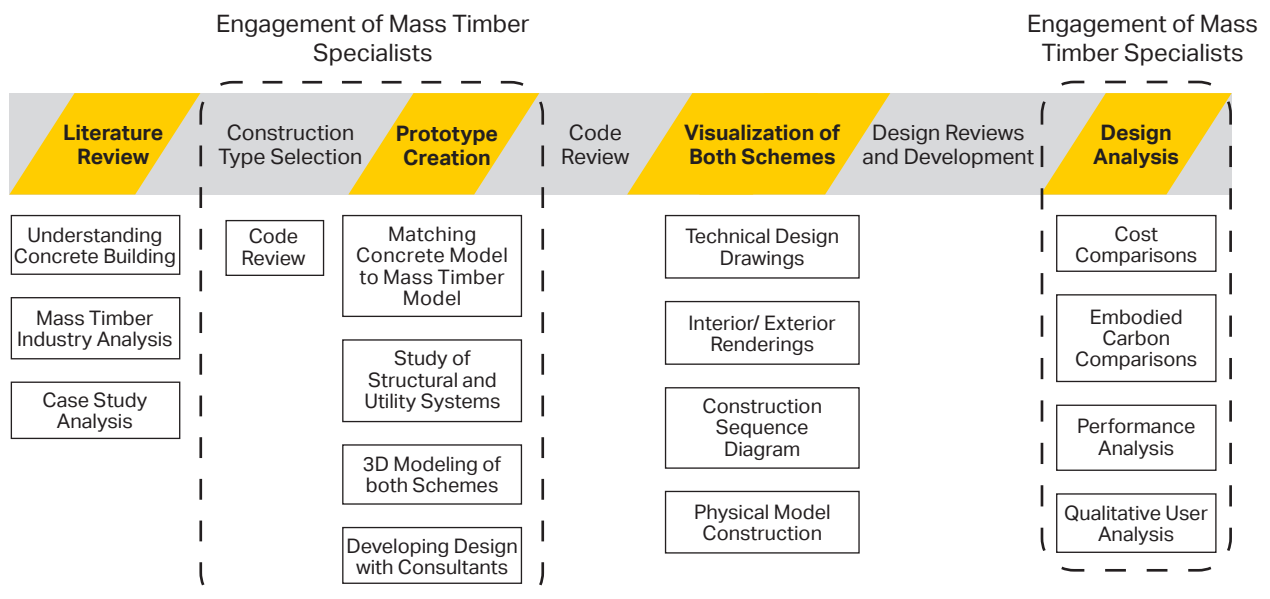 Engagement of Mass Timber
Specialists
Engagement of Mass
Timber Specialists
Literature
Review
Construction
Type Selection
Prototype
Creation
Code
Review
Visualization of
Both Schemes
Design Reviews
and Development
Design
Analysis
Understanding
Concrete Building
Mass Timber
Industry Analysis
Case Study
Analysis
Code
Review
Matching
Concrete Model
to Mass Timber
Model
Study of
Structural and
Utility Systems
3D Modeling of
both Schemes
Developing Design
with Consultants
Technical Design
Drawings
Interior/ Exterior
Renderings
Construction
Sequence
Diagram
Physical Model
Construction
Cost
Comparisons
Embodied
Carbon
Comparisons
Performance
Analysis
Qualitative User
Analysis